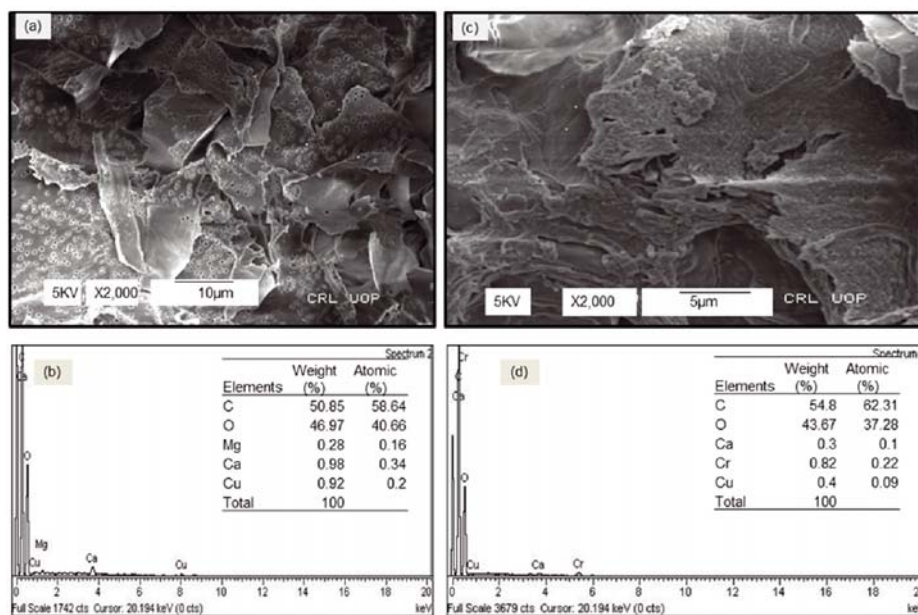 (a)
5KV X2,000 10µm CRL UOP
(c)
5KV X2,000 5µm CRL UOP
(b)
Spectrum 2
Elements Weight (%) Atomic (%)
C 50.85 58.64
O 46.97 40.66
Mg 0.28 0.16
Ca 0.98 0.34
Cu 0.92 0.2
Total 100
C
O
Cu
Mg
Ca
Cu
0 2 4 6 8 10 12 14 16 18 20
Full Scale 1742 cts Cursor: 20.194 keV (0 cts) keV
(d)
Spectrum
Elements Weight (%) Atomic (%)
C 54.8 62.31
O 43.67 37.28
Ca 0.3 0.1
Cr 0.82 0.22
Cu 0.4 0.09
Total 100
Cr
C
Ca
O
Cu
Ca
Cr
0 2 4 6 8 10 12 14 16 18 20
Full Scale 3679 cts Cursor: 20.194 keV (0 cts) keV